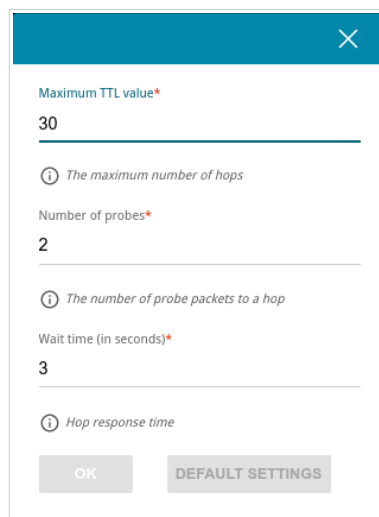 Maximum TTL value*
30
The maximum number of hops
Number of probes*
2
The number of probe packets to a hop
Wait time (in seconds)*
3
Hop response time
OK DEFAULT SETTINGS